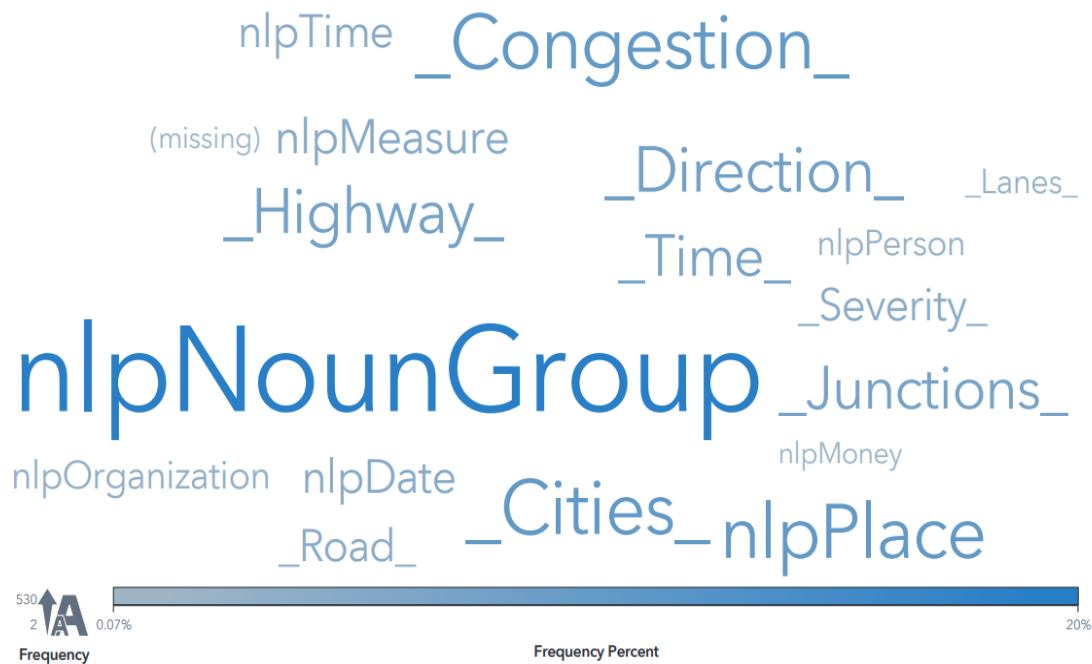 nlpTime _Congestion_
(missing) nlpMeasure
_Direction_ _Lanes_
_Highway_
_Time_ nlpPerson
_Severity_
nlpNounGroup _Junctions_
nlpMoney
nlpOrganization nlpDate
_Cities_ nlpPlace
_Road_
530
2
AAA
0.07% 20%
Frequency Frequency Percent